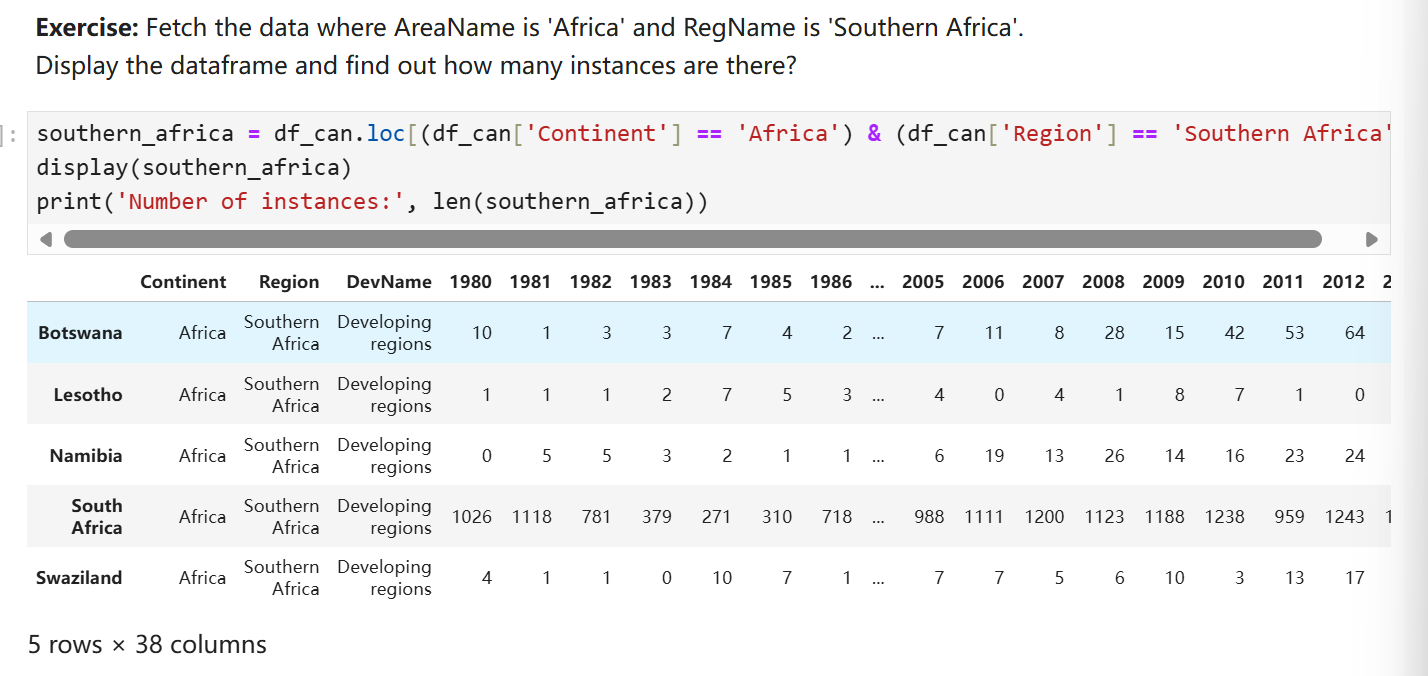 Exercise: Fetch the data where AreaName is 'Africa' and RegName is 'Southern Africa'.
Display the dataframe and find out how many instances are there?
]:
southern_africa = df_can.loc[(df_can['Continent'] == 'Africa') & (df_can['Region'] == 'Southern Africa'
display(southern_africa)
print('Number of instances:', len(southern_africa))
Continent Region DevName 1980 1981 1982 1983 1984 1985 1986 ... 2005 2006 2007 2008 2009 2010 2011 2012 2
Botswana Africa Southern Africa Developing regions 10 1 3 3 7 4 2 ... 7 11 8 28 15 42 53 64
Lesotho Africa Southern Africa Developing regions 1 1 1 2 7 5 3 ... 4 0 4 1 8 7 1 0
Namibia Africa Southern Africa Developing regions 0 5 5 3 2 1 1 ... 6 19 13 26 14 16 23 24
South Africa Africa Southern Africa Developing regions 1026 1118 781 379 271 310 718 ... 988 1111 1200 1123 1188 1238 959 1243 1
Swaziland Africa Southern Africa Developing regions 4 1 1 0 10 7 1 ... 7 7 5 6 10 3 13 17
5 rows × 38 columns